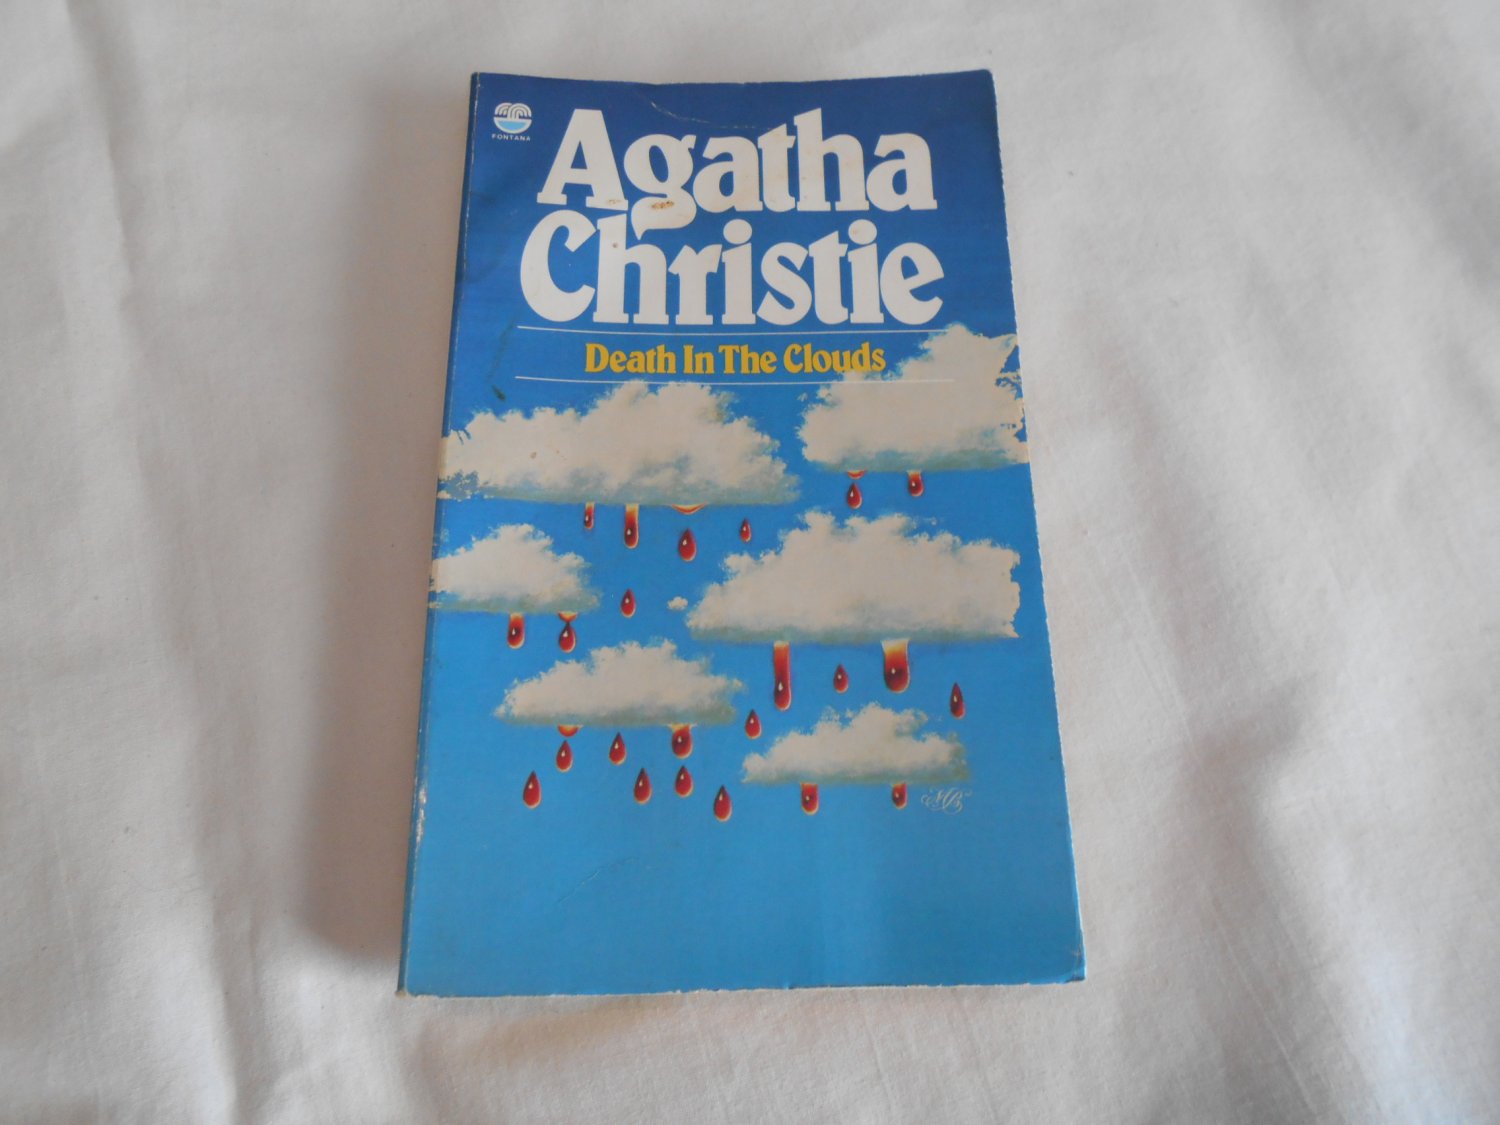 FONTANA
Agatha
Christie
Death In The Clouds